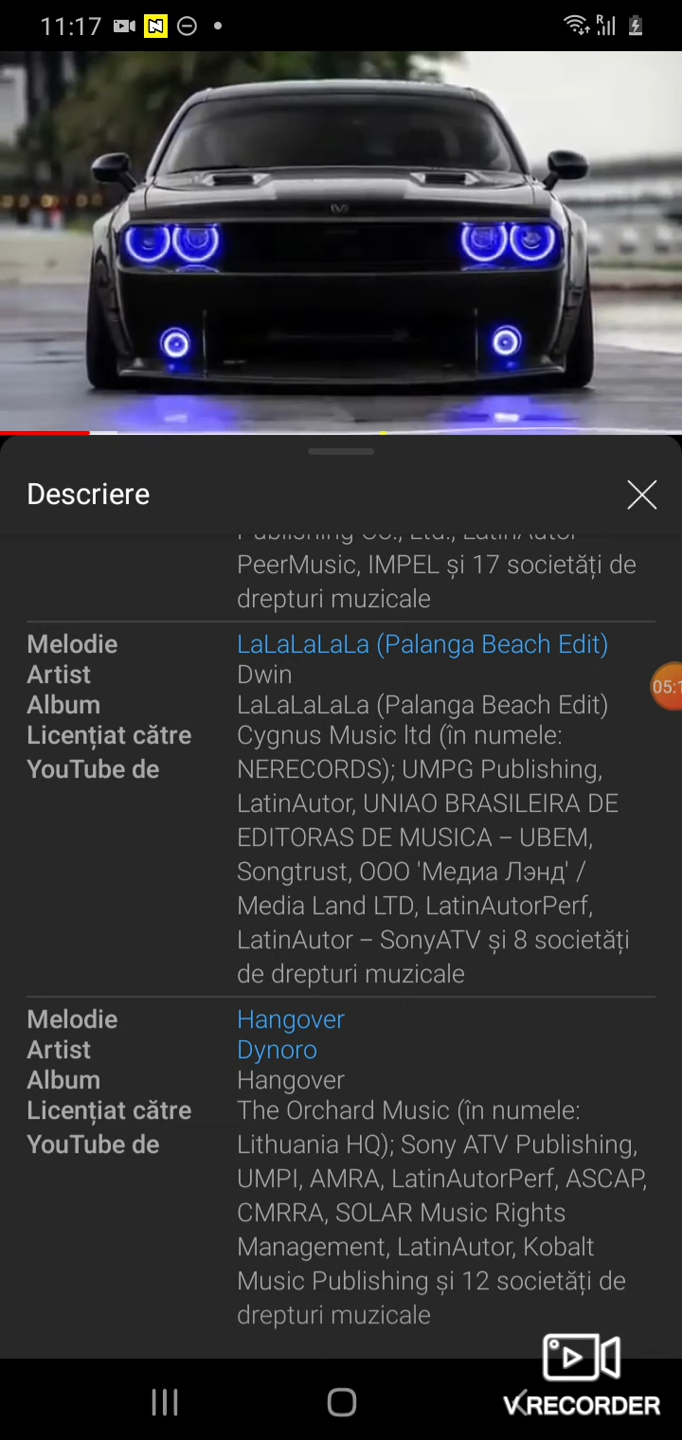 11:17
N
R
Descriere
PeerMusic, IMPEL și 17 societăți de
drepturi muzicale
Melodie LaLaLaLaLa (Palanga Beach Edit)
Artist Dwin
Album LaLaLaLaLa (Palanga Beach Edit)
Licențiat către Cygnus Music ltd (în numele:
YouTube de NERECORDS); UMPG Publishing,
LatinAutor, UNIAO BRASILEIRA DE
EDITORAS DE MUSICA – UBEM,
Songtrust, ООО 'Медиа Лэнд' /
Media Land LTD, LatinAutorPerf,
LatinAutor – SonyATV și 8 societăți
de drepturi muzicale
05:1
Melodie Hangover
Artist Dynoro
Album Hangover
Licențiat către The Orchard Music (în numele:
YouTube de Lithuania HQ); Sony ATV Publishing,
UMPI, AMRA, LatinAutorPerf, ASCAP,
CMRRA, SOLAR Music Rights
Management, LatinAutor, Kobalt
Music Publishing și 12 societăți de
drepturi muzicale
VRECORDER